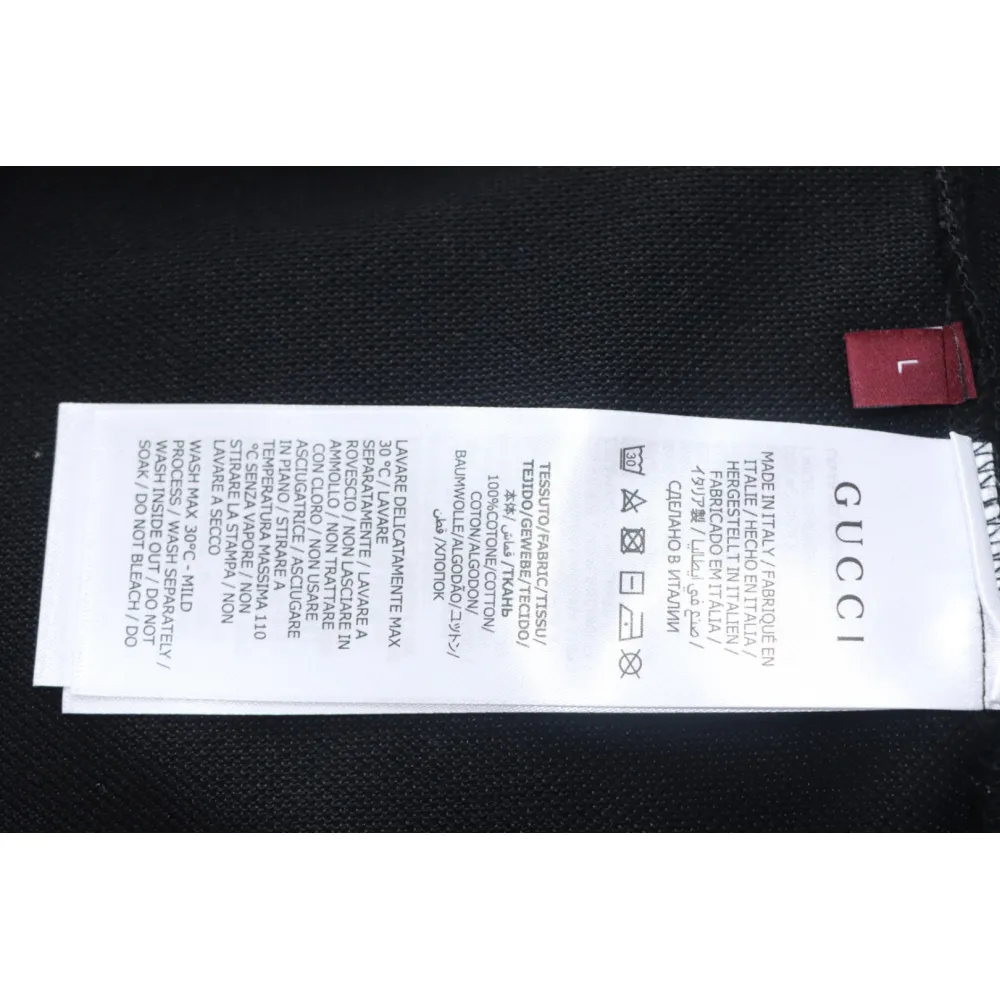 L
GUCCI
MADE IN ITALY / FABRIQUÉ EN
ITALIE / HECHO EN ITALIA /
HERGESTELLT IN ITALIEN /
FABRICADO EM ITÁLIA /
イタリア製 / صنع في إيطاليا /
СДЕЛАНО В ИТАЛИИ
30
TESSUTO/FABRIC/TISSU/
TEJIDO/GEWEBE/TECIDO/
本体/ قماش /ТКАНЬ
100%COTONE/COTTON/
COTON/ALGODON/
BAUMWOLLE/ALGODÃO/コットン/
قطن /ХЛОПОК
LAVARE DELICATAMENTE MAX
30 °C / LAVARE
SEPARATAMENTE / LAVARE A
ROVESCIO / NON LASCIARE IN
AMMOLLO / NON TRATTARE
CON CLORO / NON USARE
ASCIUGATRICE / ASCIUGARE
IN PIANO / STIRARE A
TEMPERATURA MASSIMA 110
°C SENZA VAPORE / NON
STIRARE LA STAMPA / NON
LAVARE A SECCO
WASH MAX 30°C - MILD
PROCESS / WASH SEPARATELY /
WASH INSIDE OUT / DO NOT
SOAK / DO NOT BLEACH / DO